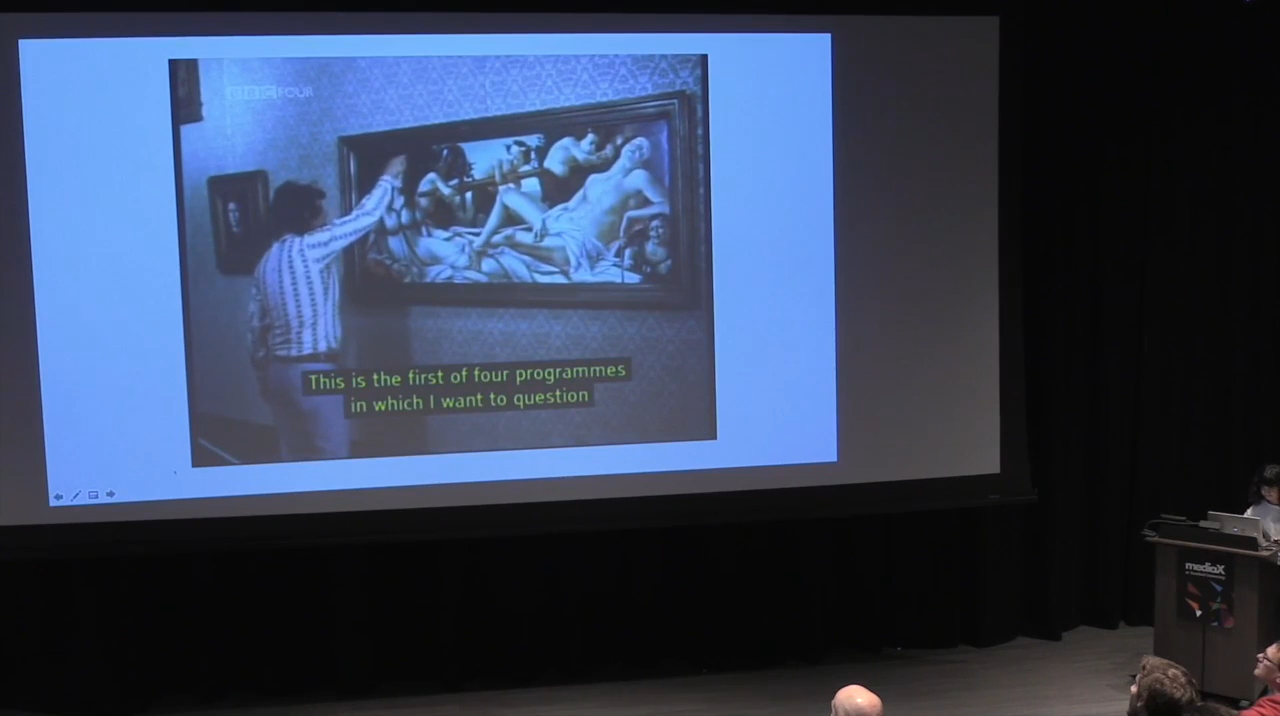 BBC FOUR
This is the first of four programmes
in which I want to question
mediaX